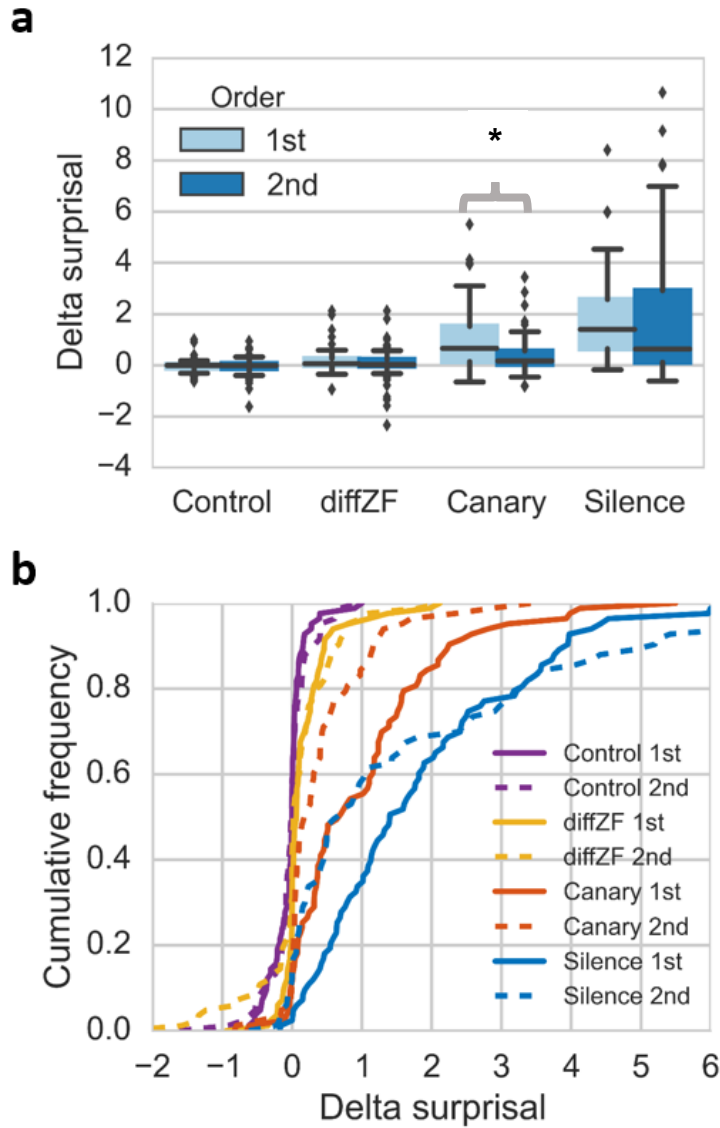 a
12
10
8
6
4
2
0
−2
−4
Delta surprisal
Order
1st
2nd
*
Control diffZF Canary Silence
b
1.0
0.8
0.6
0.4
0.2
0.0
Cumulative frequency
Control 1st
Control 2nd
diffZF 1st
diffZF 2nd
Canary 1st
Canary 2nd
Silence 1st
Silence 2nd
−2 −1 0 1 2 3 4 5 6
Delta surprisal